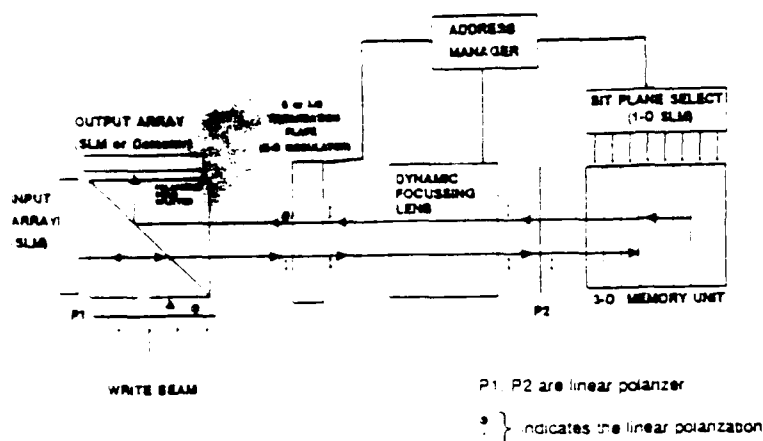 ADDRESS
MANAGER
BIT PLANE SELECT
(1-D SLM)
OUTPUT ARRAY
(SLM or Detector)
PLANE
DYNAMIC
FOCUSSING
LENS
INPUT
ARRAY
(SLM)
P1
P2
3-D MEMORY UNIT
WRITE BEAM
P1, P2 are linear polarizer
indicates the linear polarization